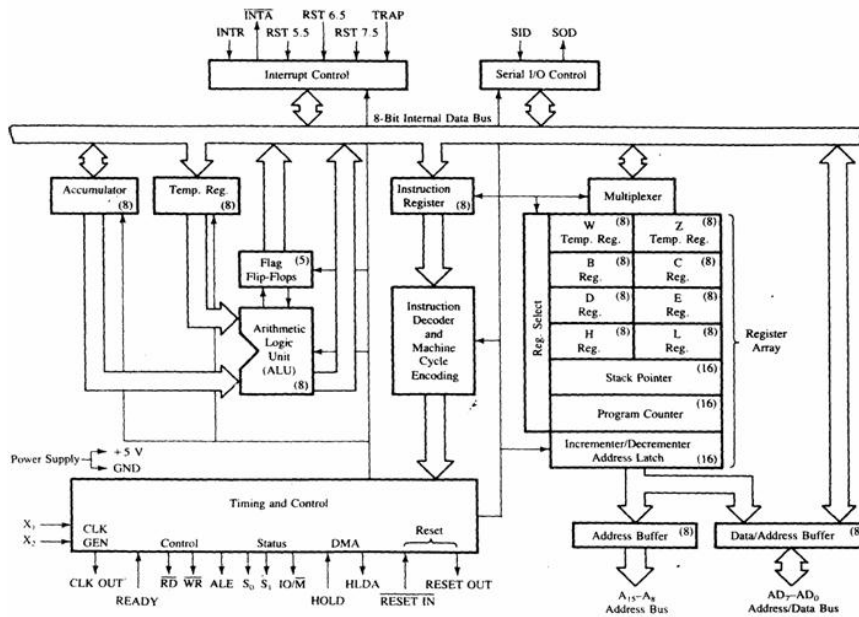 INTA RST 6.5 TRAP
INTR RST 5.5 RST 7.5
SID SOD
Interrupt Control
Serial I/O Control
8-Bit Internal Data Bus
Accumulator
(8)
Temp. Reg.
(8)
Instruction
Register
(8)
Multiplexer
Flag
(5)
Flip-Flops
Arithmetic
Logic
Unit
(ALU)
(8)
Instruction
Decoder
and
Machine
Cycle
Encoding
Reg. Select
W (8)
Temp. Reg.
Z (8)
Temp. Reg.
B (8)
Reg.
C (8)
Reg.
D (8)
Reg.
E (8)
Reg.
H (8)
Reg.
L (8)
Reg.
Stack Pointer (16)
Program Counter (16)
Incrementer/Decrementer
Address Latch (16)
Register
Array
Power Supply
+5 V
GND
Timing and Control
X₁
X₂
CLK
GEN
Control
Status
DMA
Reset
CLK OUT
READY
RD
WR
ALE
S₀
S₁
IO/M
HOLD
HLDA
RESET IN
RESET OUT
Address Buffer (8)
Data/Address Buffer (8
A₁₅–A₈
Address Bus
AD₇–AD₀
Address/Data Bus